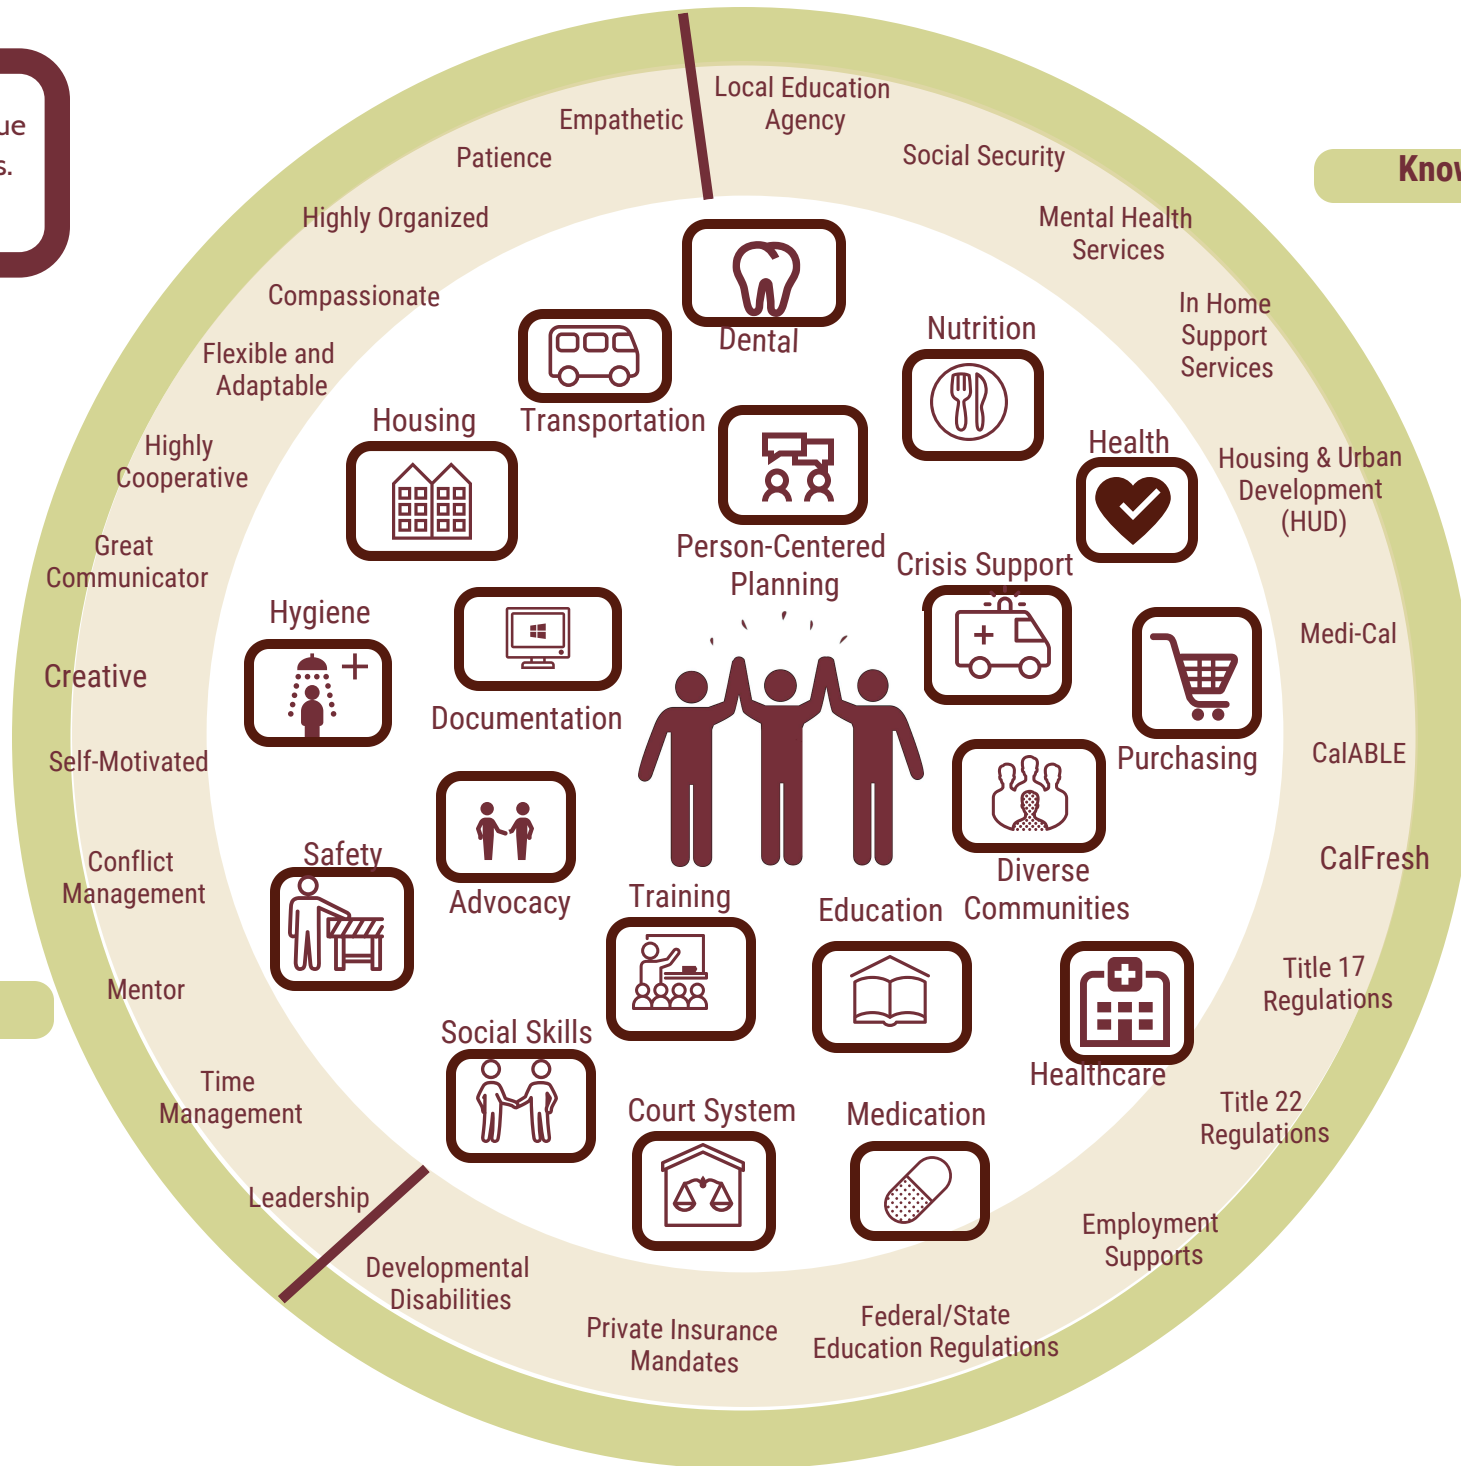 s.
Know
Local Education
Agency
Social Security
Mental Health
Services
In Home
Support
Services
Housing & Urban
Development
(HUD)
Medi-Cal
CalABLE
CalFresh
Title 17
Regulations
Title 22
Regulations
Employment
Supports
Federal/State
Education Regulations
Private Insurance
Mandates
Developmental
Disabilities
Empathetic
Patience
Highly Organized
Compassionate
Flexible and
Adaptable
Highly
Cooperative
Great
Communicator
Creative
Self-Motivated
Conflict
Management
Mentor
Time
Management
Leadership
Dental
Transportation
Nutrition
Housing
Health
Person-Centered
Planning
Crisis Support
Hygiene
Documentation
Purchasing
Diverse
Communities
Safety
Advocacy
Training
Education
Healthcare
Social Skills
Court System
Medication